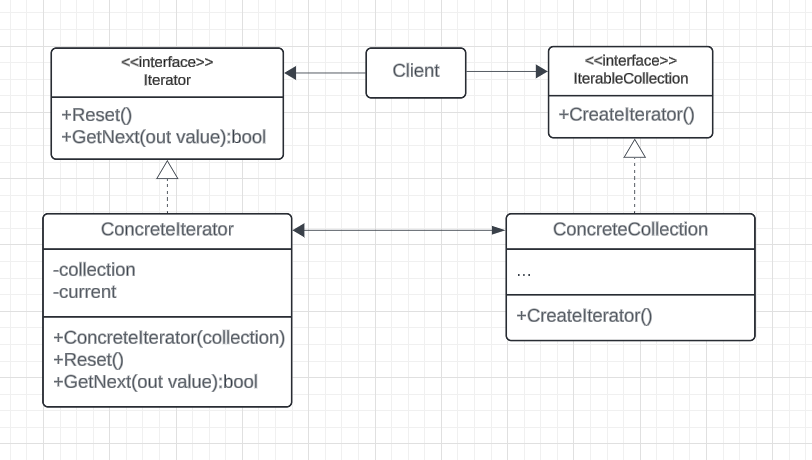 <<interface>>
Iterator
+Reset()
+GetNext(out value):bool
Client
<<interface>>
IterableCollection
+CreateIterator()
ConcreteIterator
-collection
-current
+ConcreteIterator(collection)
+Reset()
+GetNext(out value):bool
ConcreteCollection
...
+CreateIterator()